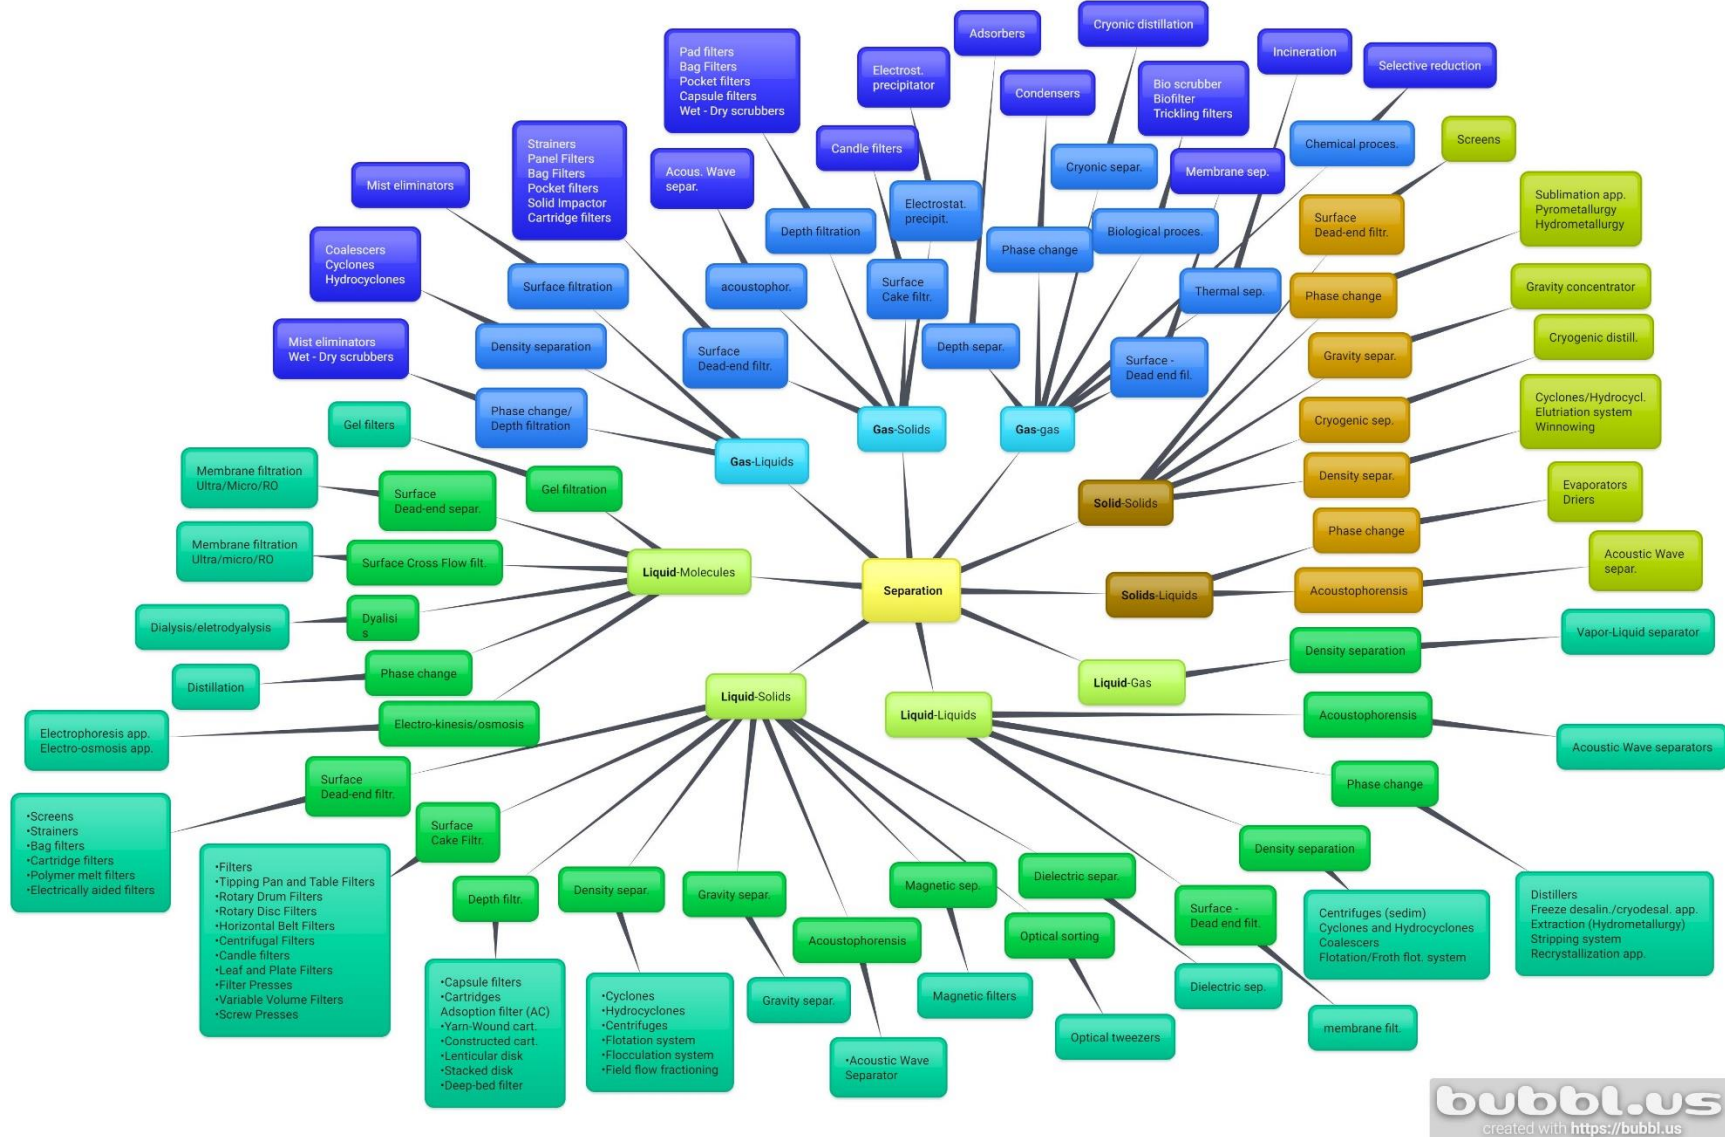 Pad filters
Bag Filters
Pocket filters
Capsule filters
Wet - Dry scrubbers
Electrost.
precipitator
Adsorbers
Cryonic distillation
Condensers
Bio scrubber
Biofilter
Trickling filters
Incineration
Selective reduction
Strainers
Panel Filters
Bag Filters
Pocket filters
Solid Impactor
Cartridge filters
Acous. Wave
separ.
Candle filters
Cryonic separ.
Membrane sep.
Chemical proces.
Screens
Mist eliminators
Coalescers
Cyclones
Hydrocyclones
Surface filtration
acoustophor.
Depth filtration
Electrostat.
precipit.
Surface
Cake filtr.
Phase change
Biological proces.
Thermal sep.
Surface
Dead-end filtr.
Sublimation app.
Pyrometallurgy
Hydrometallurgy
Phase change
Gravity concentrator
Mist eliminators
Wet - Dry scrubbers
Density separation
Surface
Dead-end filtr.
Depth separ.
Surface -
Dead end fil.
Gravity separ.
Cryogenic distill.
Phase change/
Depth filtration
Gas-Liquids
Gas-Solids
Gas-gas
Cryogenic sep.
Cyclones/Hydrocycl.
Elutriation system
Winnowing
Gel filters
Gel filtration
Solid-Solids
Density separ.
Evaporators
Driers
Membrane filtration
Ultra/Micro/RO
Surface
Dead-end separ.
Phase change
Membrane filtration
Ultra/micro/RO
Surface Cross Flow filt.
Liquid-Molecules
Separation
Solids-Liquids
Acoustophorensis
Acoustic Wave
separ.
Dialysis/eletrodyalysis
Dyalisi
s
Density separation
Vapor-Liquid separator
Distillation
Phase change
Liquid-Solids
Liquid-Liquids
Liquid-Gas
Acoustophorensis
Acoustic Wave separators
Electrophoresis app.
Electro-osmosis app.
Electro-kinesis/osmosis
Phase change
Surface
Dead-end filtr.
•Screens
•Strainers
•Bag filters
•Cartridge filters
•Polymer melt filters
•Electrically aided filters
Surface
Cake Filtr.
•Filters
•Tipping Pan and Table Filters
•Rotary Drum Filters
•Rotary Disc Filters
•Horizontal Belt Filters
•Centrifugal Filters
•Candle filters
•Leaf and Plate Filters
•Filter Presses
•Variable Volume Filters
•Screw Presses
Depth filtr.
•Capsule filters
•Cartridges
Adsoption filter (AC)
•Yarn-Wound cart.
•Constructed cart.
•Lenticular disk
•Stacked disk
•Deep-bed filter
Density separ.
•Cyclones
•Hydrocyclones
•Centrifuges
•Flotation system
•Flocculation system
•Field flow fractioning
Gravity separ.
Gravity separ.
Acoustophorensis
•Acoustic Wave
Separator
Magnetic sep.
Magnetic filters
Optical sorting
Optical tweezers
Dielectric separ.
Dielectric sep.
Surface -
Dead end filt.
membrane filt.
Density separation
Centrifuges (sedim)
Cyclones and Hydrocyclones
Coalescers
Flotation/Froth flot. system
Distillers
Freeze desalin./cryodesal. app.
Extraction (Hydrometallurgy)
Stripping system
Recrystallization app.
bubbl.us
created with https://bubbl.us